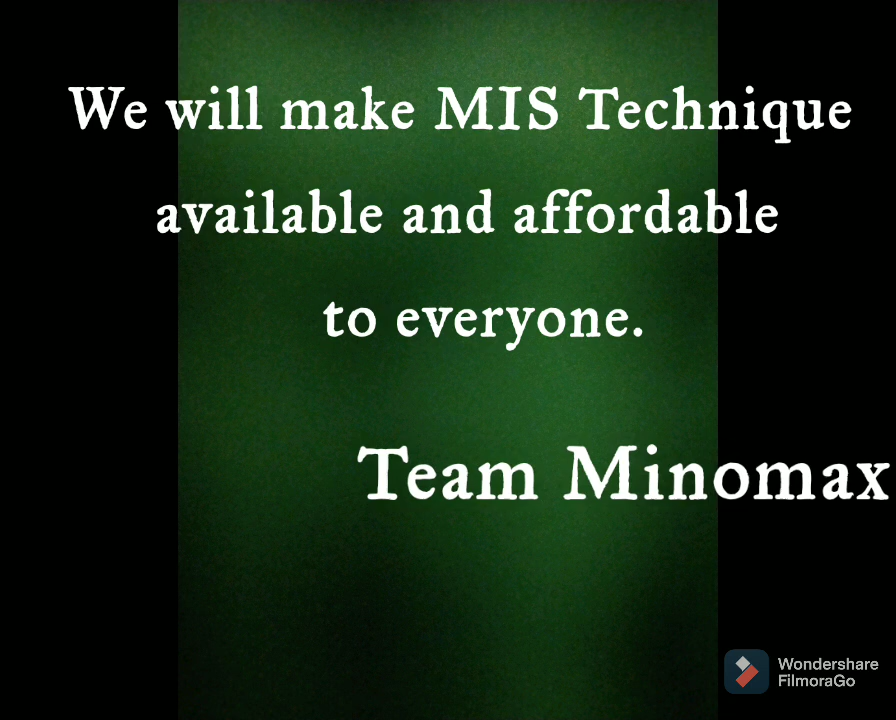 We will make MIS Technique
available and affordable
to everyone.
Team Minomax
Wondershare
FilmoraGo